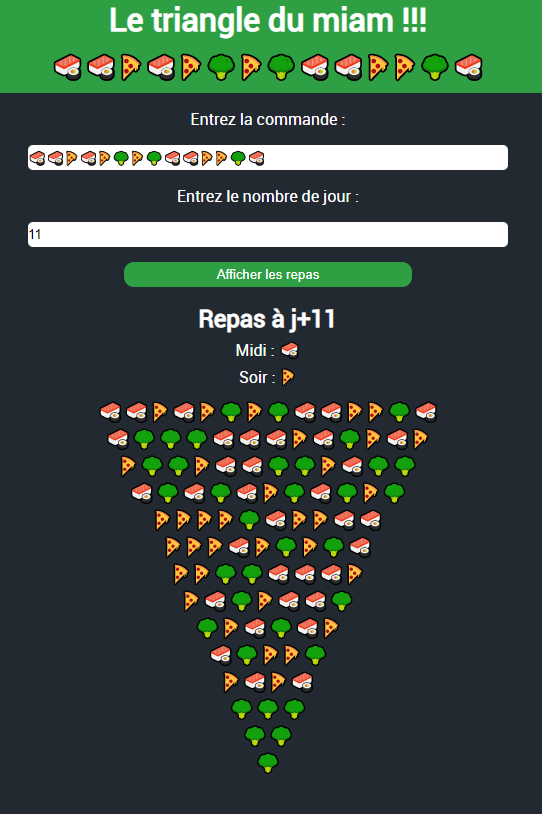 Le triangle du miam !!!
Entrez la commande :
Entrez le nombre de jour :
11
Afficher les repas
Repas à j+11
Midi :
Soir :